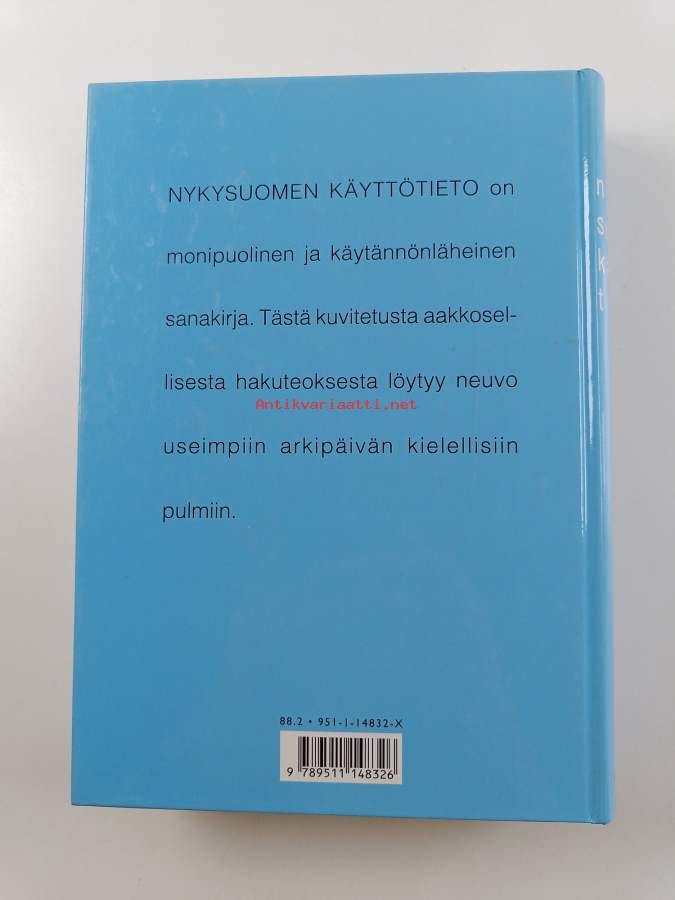 NYKYSUOMEN KÄYTTÖTIETO on
monipuolinen ja käytännönläheinen
sanakirja. Tästä kuvitetusta aakkosel-
lisesta hakuteoksesta löytyy neuvo
Antikvariaatti.net
useimpiin arkipäivän kielellisiin
pulmiin.
88.2 • 951-1-14832-X
9 789511 148326
n
s
k
t